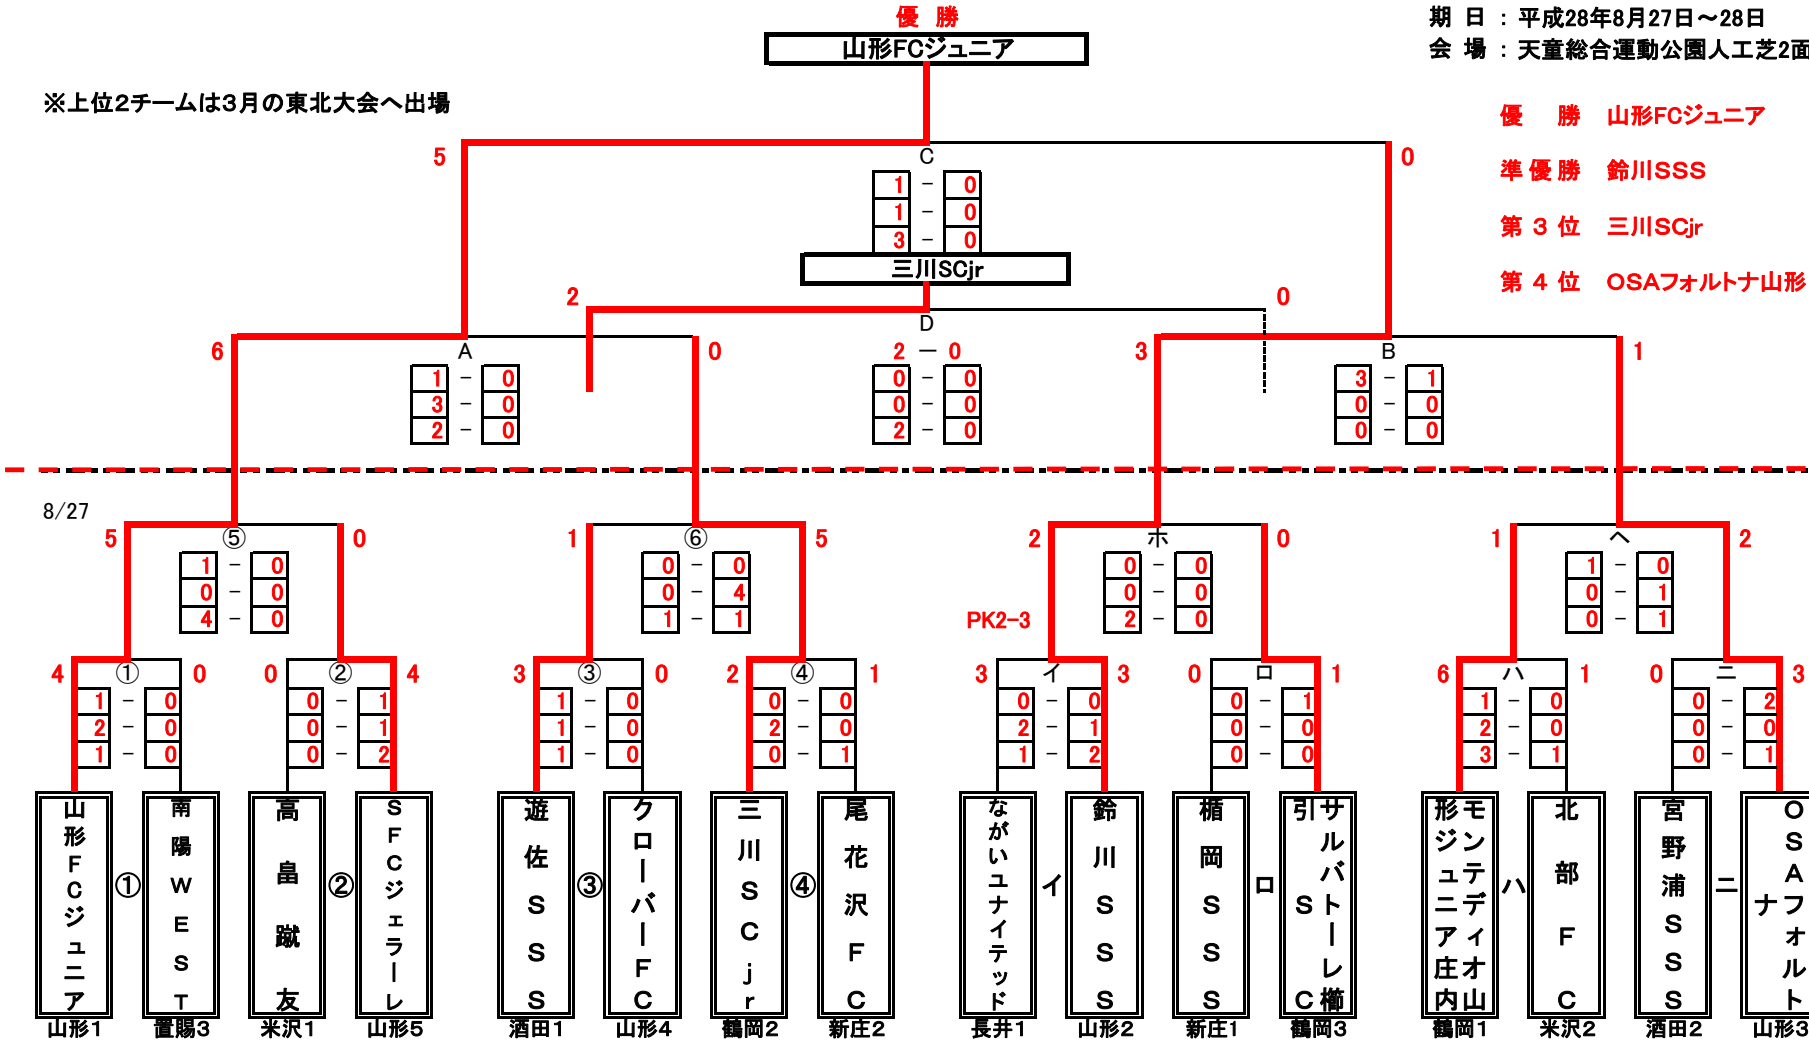 優 勝
山形FCジュニア
期 日 : 平成28年8月27日～28日
会 場 : 天童総合運動公園人工芝2面
※上位2チームは3月の東北大会へ出場
優 勝 山形FCジュニア
準優勝 鈴川SSS
第3位 三川SCjr
第4位 OSAフォルトナ山形
5 C 0
1 - 0
1 - 0
3 - 0
三川SCjr
2 D 0
2 - 0
0 - 0
0 - 0
2 - 0
6 A 0
1 - 0
3 - 0
2 - 0
3 B 1
3 - 1
0 - 0
0 - 0
8/27
5 ⑤ 0
1 - 0
0 - 0
4 - 0
1 ⑥ 5
0 - 0
0 - 4
1 - 1
2 ホ 0
0 - 0
0 - 0
2 - 0
1 ヘ 2
1 - 0
0 - 1
0 - 1
PK2-3
4 ① 0
1 - 0
2 - 0
1 - 0
0 ② 4
0 - 1
0 - 1
0 - 2
3 ③ 0
1 - 0
1 - 0
1 - 0
2 ④ 1
0 - 0
2 - 0
0 - 1
3 イ 3
0 - 0
2 - 1
1 - 2
0 ロ 1
0 - 1
0 - 0
0 - 0
6 ハ 1
1 - 0
2 - 0
3 - 1
0 ニ 3
0 - 2
0 - 0
0 - 1
山形FCジュニア
①
南陽WEST
高畠蹴友
②
SFCジェラーレ
遊佐SSS
③
クローバーFC
三川SCjr
④
尾花沢FC
ながいユナイテッド
イ
鈴川SSS
楯岡SSS
ロ
サルバトーレ櫛
引SC
モンテディオ山
形ジュニア庄内
ハ
北部FC
宮野浦SSS
ニ
OSAフォルト
ナ
山形1 置賜3 米沢1 山形5 酒田1 山形4 鶴岡2 新庄2 長井1 山形2 新庄1 鶴岡3 鶴岡1 米沢2 酒田2 山形3